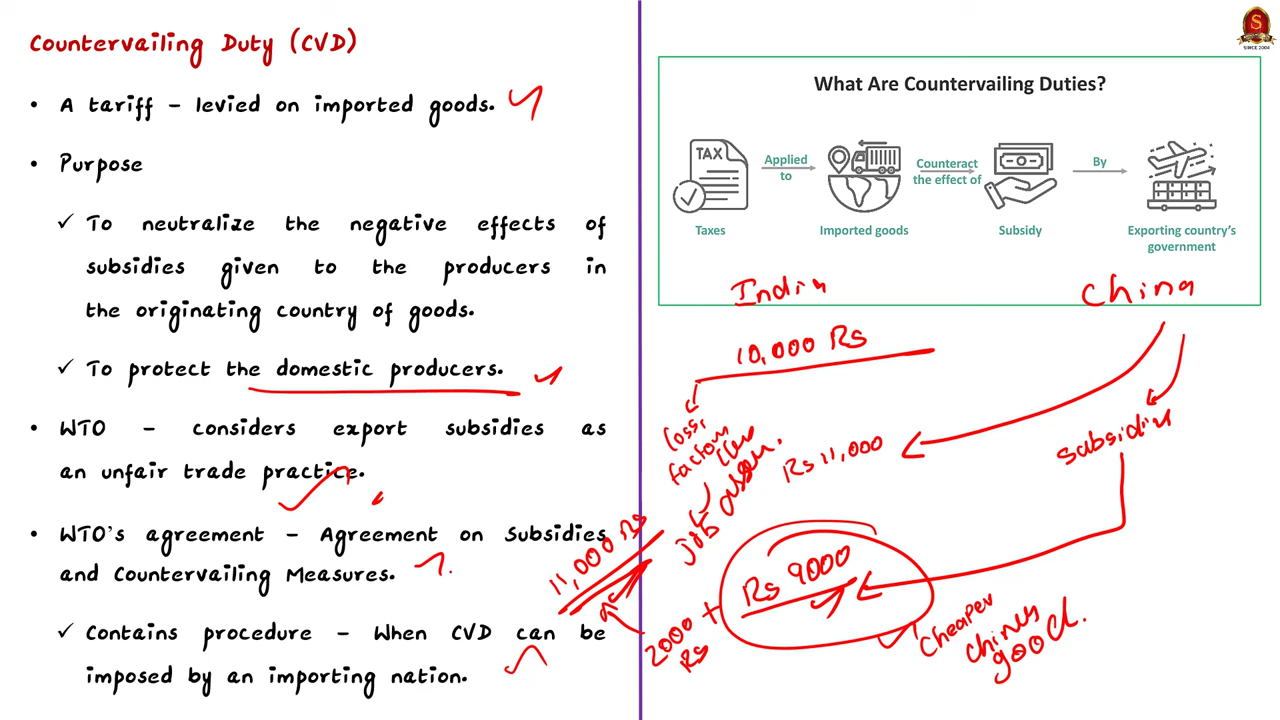 Countervailing Duty (CVD)
• A tariff – levied on imported goods.
• Purpose
✓ To neutralize the negative effects of
subsidies given to the producers in
the originating country of goods.
✓ To protect the domestic producers.
• WTO – considers export subsidies as
an unfair trade practice.
• WTO's agreement – Agreement on Subsidies
and Countervailing Measures.
✓ Contains procedure – When CVD can be
imposed by an importing nation.
S
SINCE 2004
What Are Countervailing Duties?
TAX
Applied
to
Counteract
the effect of
By
Taxes
Imported goods
Subsidy
Exporting country's
government
India
China
10,000 Rs
loss,
Rs 11,000
job
11,000 Rs
Rs 9000
2000 +
Rs
cheaper
good.